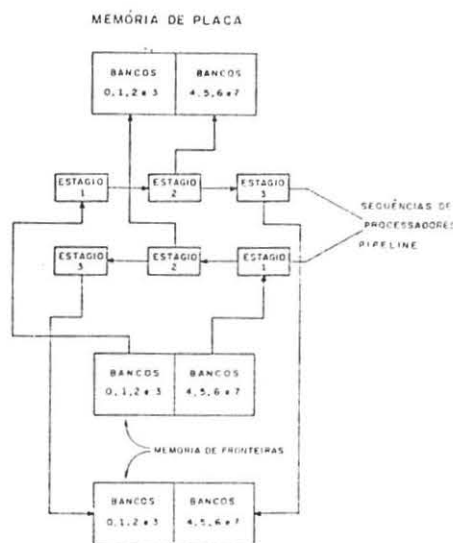 MEMÓRIA DE PLACA
BANCOS
0,1,2 e 3
BANCOS
4,5,6 e 7
ESTAGIO
1
ESTAGIO
2
ESTAGIO
3
SEQUÊNCIAS DE
PROCESSADORES
PIPELINE
ESTAGIO
3
ESTAGIO
2
ESTAGIO
1
BANCOS
0,1,2 e 3
BANCOS
4,5,6 e 7
MEMORIA DE FRONTEIRAS
BANCOS
0,1,2 e 3
BANCOS
4,5,6 e 7